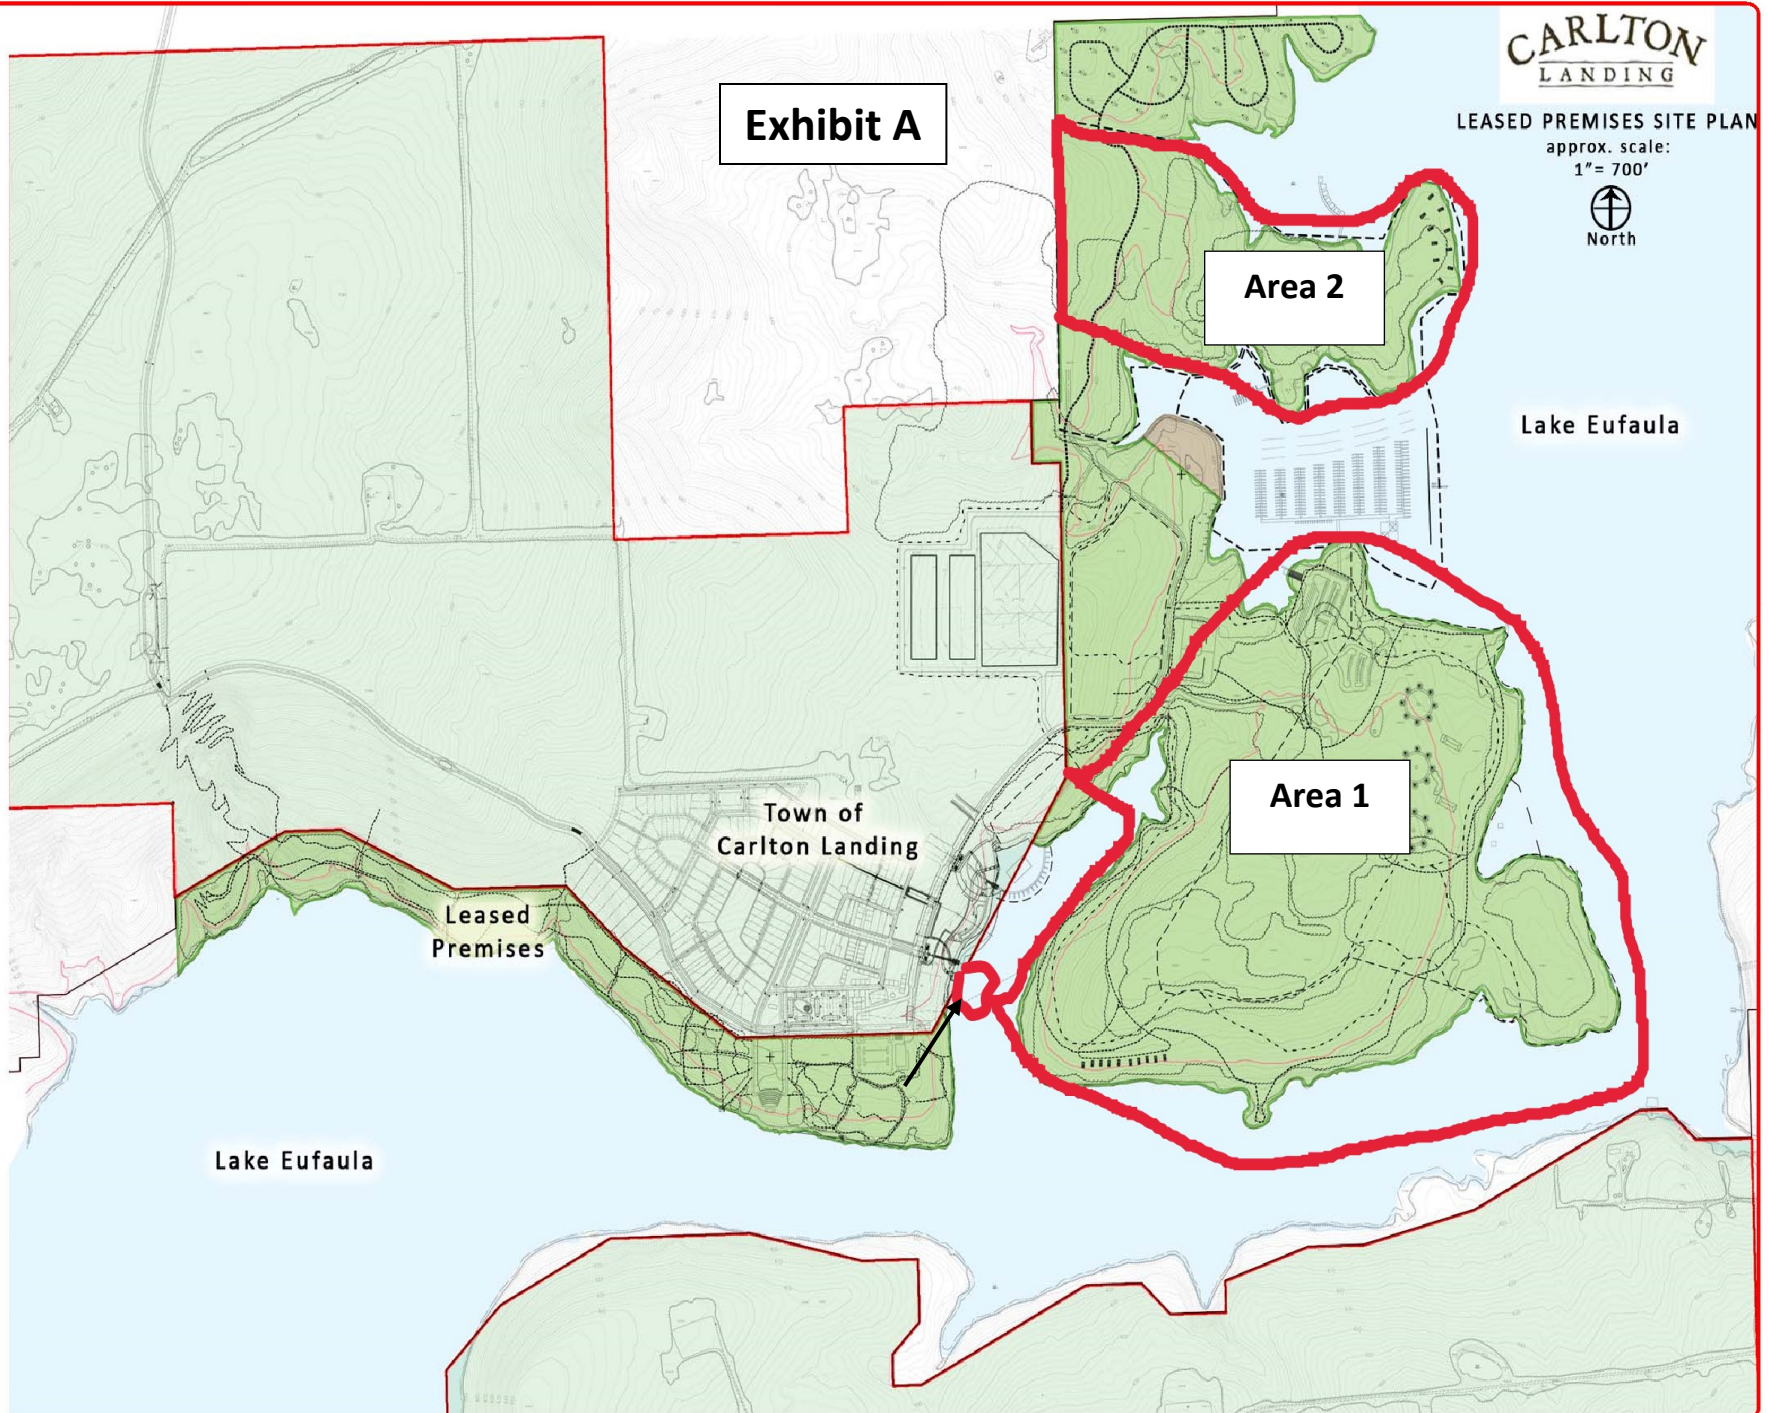 CARLTON
LANDING
LEASED PREMISES SITE PLAN
approx. scale:
1"= 700'
North
Exhibit A
Area 2
Lake Eufaula
Area 1
Town of
Carlton Landing
Leased
Premises
Lake Eufaula